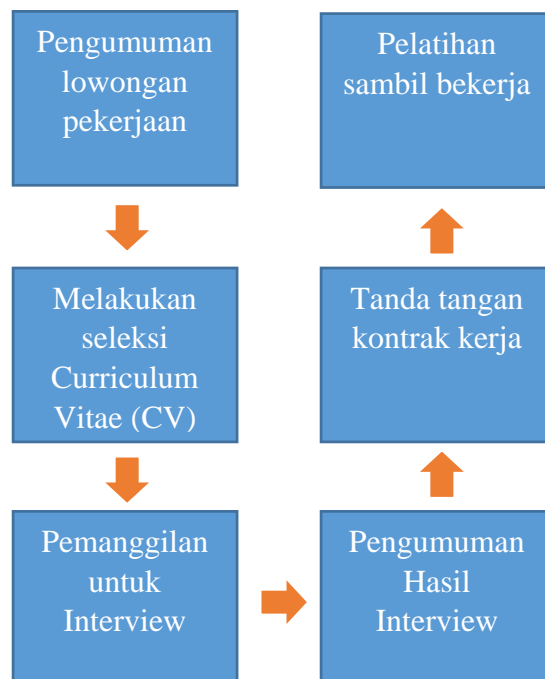 Pengumuman
lowongan
pekerjaan
Melakukan
seleksi
Curriculum
Vitae (CV)
Pemanggilan
untuk
Interview
Pengumuman
Hasil
Interview
Tanda tangan
kontrak kerja
Pelatihan
sambil bekerja